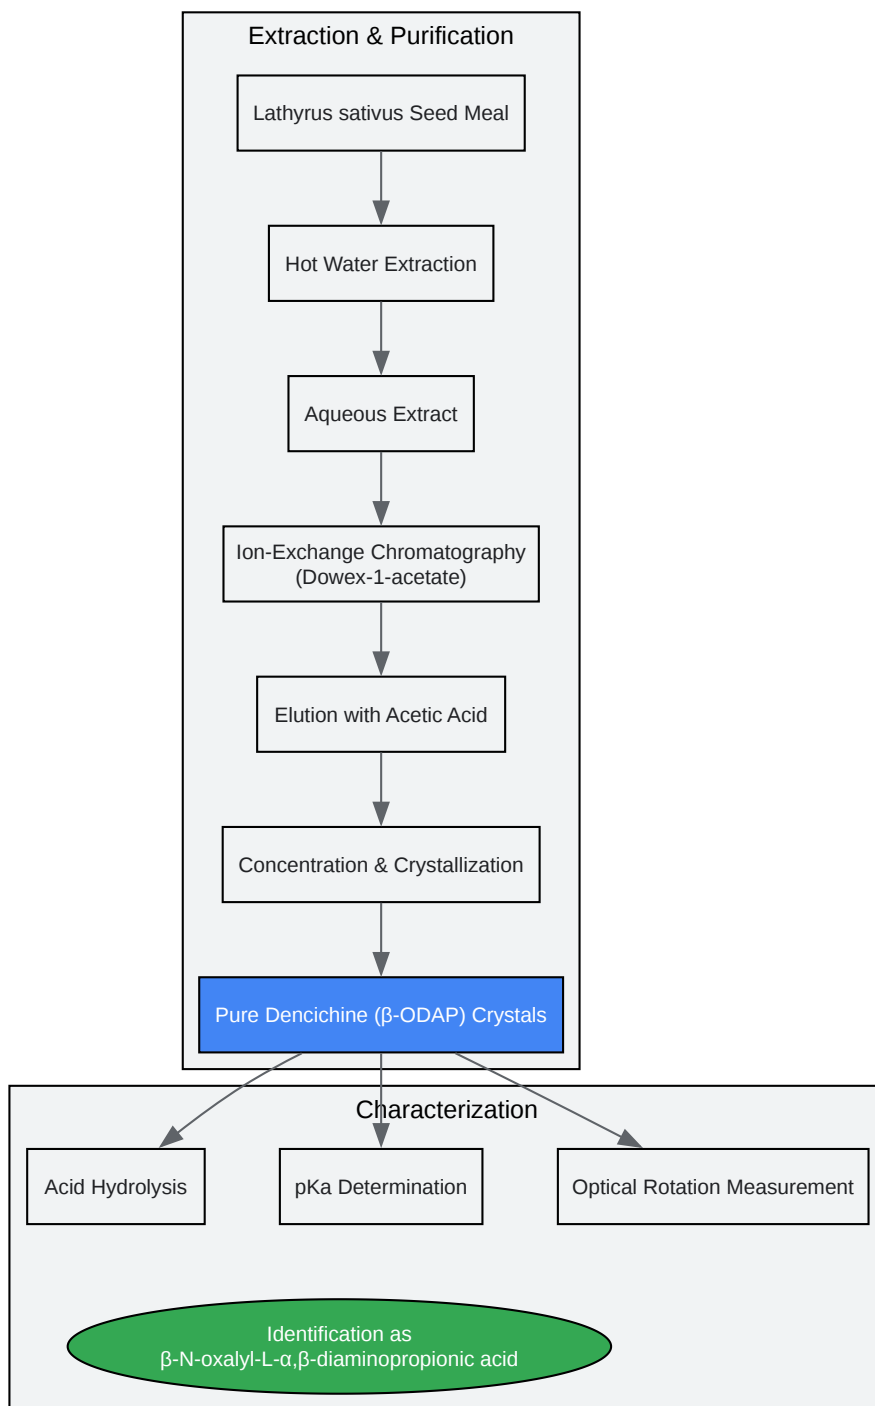 Extraction & Purification
Lathyrus sativus Seed Meal
Hot Water Extraction
Aqueous Extract
Ion-Exchange Chromatography
(Dowex-1-acetate)
Elution with Acetic Acid
Concentration & Crystallization
Pure Dencichine (β-ODAP) Crystals
Characterization
Acid Hydrolysis
pKa Determination
Optical Rotation Measurement
Identification as
β-N-oxalyl-L-α,β-diaminopropionic acid